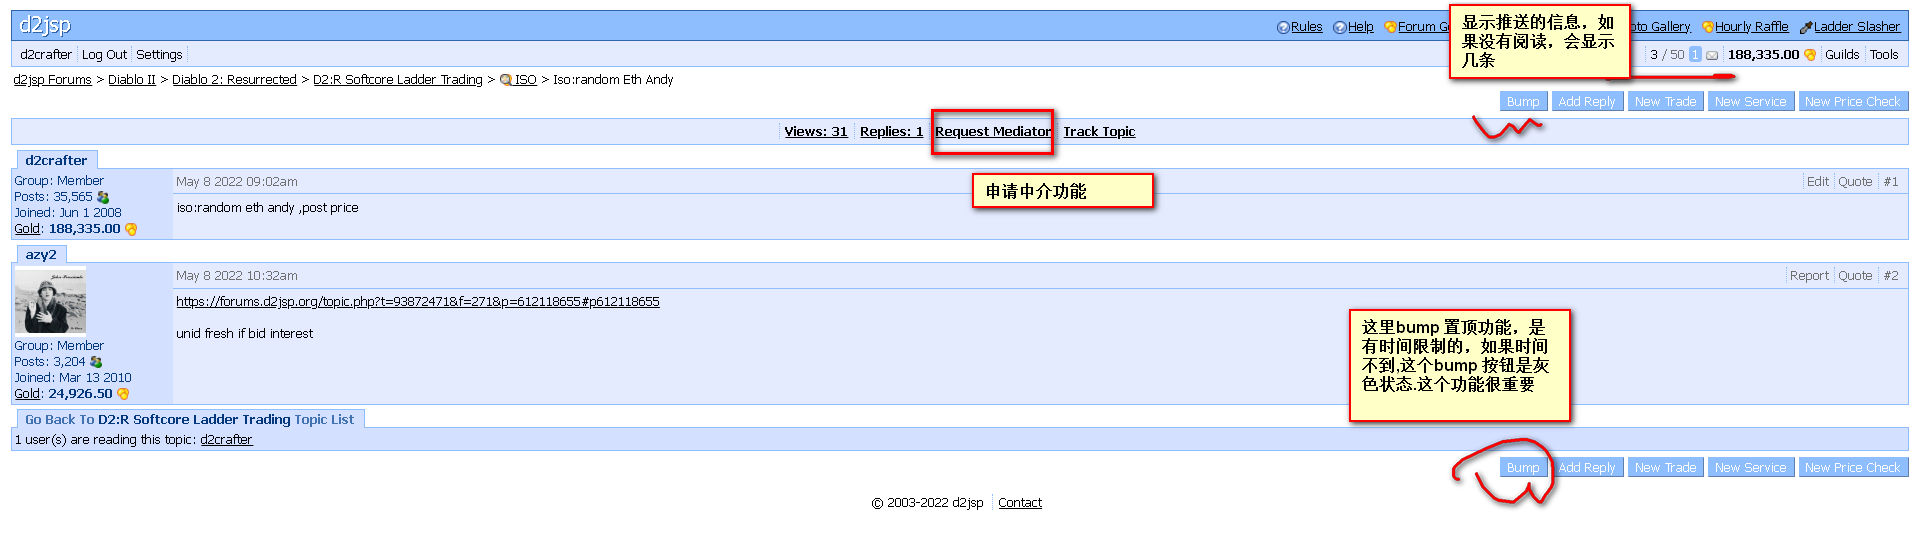 d2jsp
Rules Help Forum G
显示推送的信息，如
果没有阅读，会显示
几条
oto Gallery Hourly Raffle Ladder Slasher
d2crafter Log Out Settings
3 / 50 1 188,335.00 Guilds Tools
d2jsp Forums > Diablo II > Diablo 2: Resurrected > D2:R Softcore Ladder Trading > ISO > Iso:random Eth Andy
Bump Add Reply New Trade New Service New Price Check
Views: 31 Replies: 1 Request Mediator Track Topic
d2crafter
Group: Member
Posts: 35,565
Joined: Jun 1 2008
Gold: 188,335.00
May 8 2022 09:02am
Edit Quote #1
iso:random eth andy ,post price
申请中介功能
azy2
Group: Member
Posts: 3,204
Joined: Mar 13 2010
Gold: 24,926.50
May 8 2022 10:32am
Report Quote #2
https://forums.d2jsp.org/topic.php?t=93872471&f=271&p=612118655#p612118655
unid fresh if bid interest
这里bump 置顶功能，是
有时间限制的，如果时间
不到,这个bump 按钮是灰
色状态.这个功能很重要
Go Back To D2:R Softcore Ladder Trading Topic List
1 user(s) are reading this topic: d2crafter
Bump Add Reply New Trade New Service New Price Check
© 2003-2022 d2jsp Contact